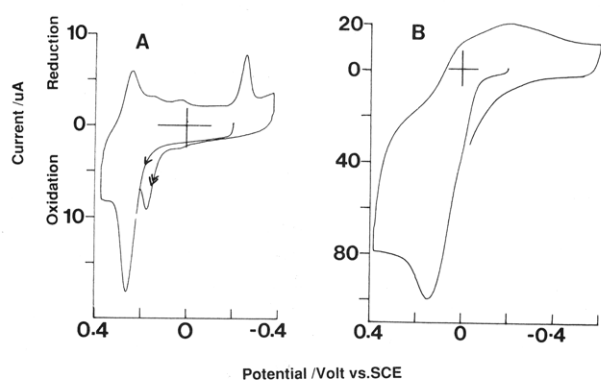 A
B
Current /uA
Reduction
Oxidation
10
0
10
0.4
0
-0.4
20
0
40
80
0.4
0
-0.4
Potential /Volt vs.SCE